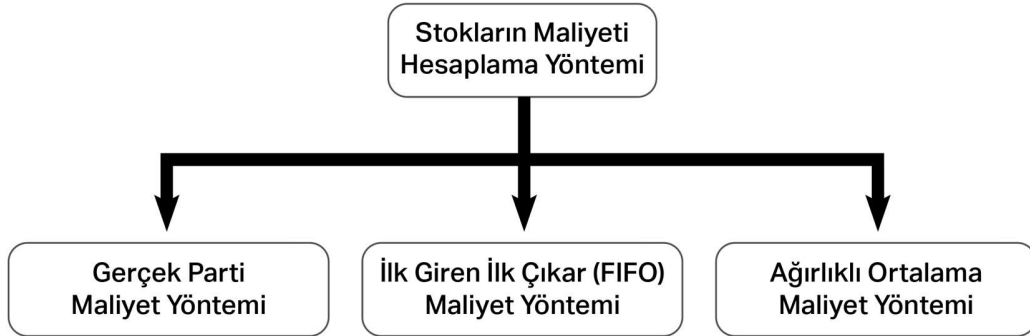 Stokların Maliyeti
Hesaplama Yöntemi
Gerçek Parti
Maliyet Yöntemi
İlk Giren İlk Çıkar (FIFO)
Maliyet Yöntemi
Ağırlıklı Ortalama
Maliyet Yöntemi